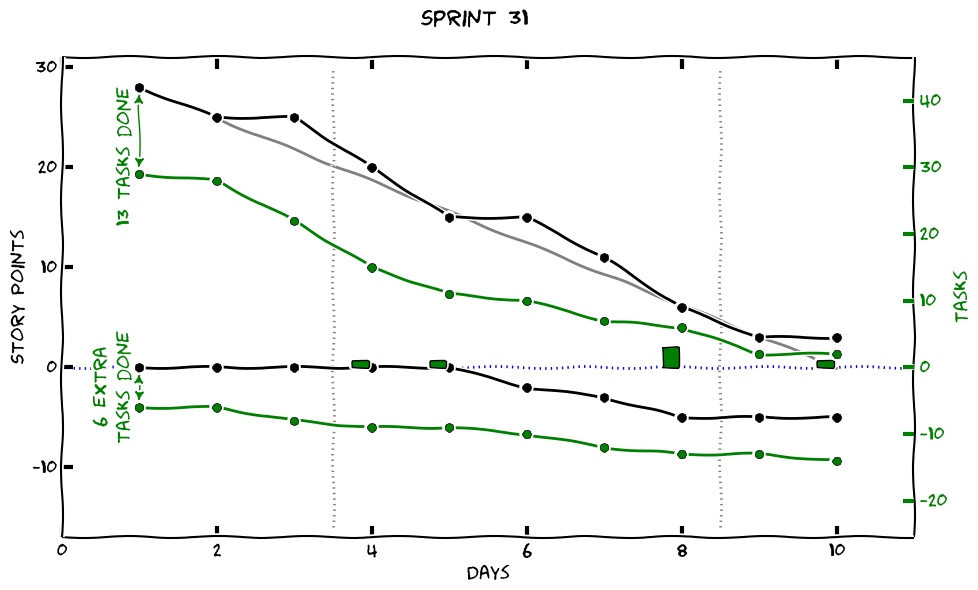 SPRINT 31
30
20
10
0
-10
STORY POINTS
13 TASKS DONE
6 EXTRA
TASKS DONE
40
30
20
10
0
-10
-20
TASKS
0
2
4
6
8
10
DAYS